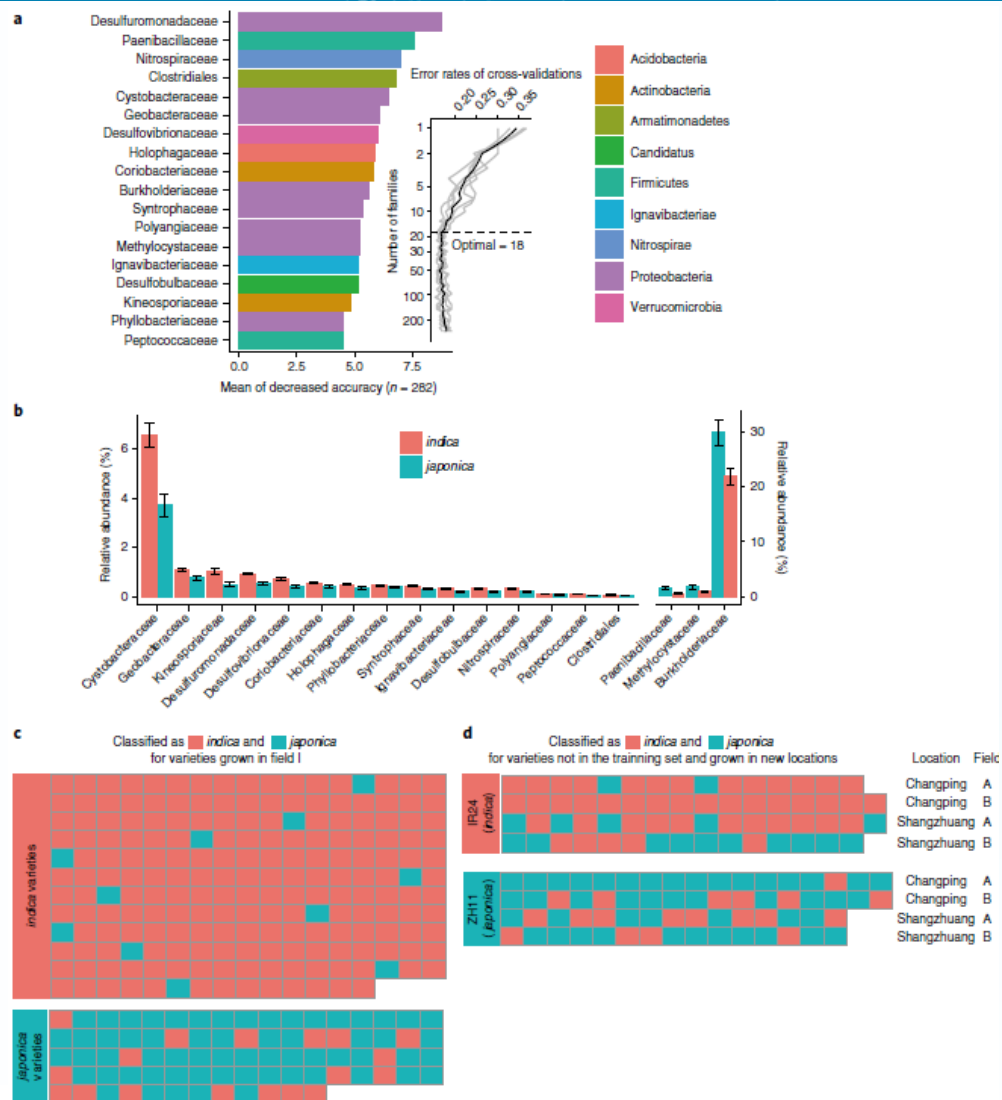 a
Desulfuromonadaceae
Paenibacillaceae
Nitrospiraceae
Clostridiales
Cystobacteraceae
Geobacteraceae
Desulfovibrionaceae
Holophagaceae
Coriobacteriaceae
Burkholderiaceae
Syntrophaceae
Polyangiaceae
Methylocystaceae
Ignavibacteriaceae
Desulfobulbaceae
Kineosporiaceae
Phyllobacteriaceae
Peptococcaceae
0.0 2.5 5.0 7.5
Mean of decreased accuracy (n = 282)
Error rates of cross-validations
0.20 0.25 0.30 0.35
Number of families
1
2
5
10
20
30
50
100
200
Optimal = 18
Acidobacteria
Actinobacteria
Armatimonadetes
Candidatus
Firmicutes
Ignavibacteriae
Nitrospirae
Proteobacteria
Verrucomicrobia
b
Relative abundance (%)
6
4
2
0
indica
japonica
30
20
10
0
Relative abundance (%)
Cystobacteraceae
Geobacteraceae
Kineosporiaceae
Desulfuromonadaceae
Desulfovibrionaceae
Coriobacteriaceae
Holophagaceae
Phyllobacteriaceae
Syntrophaceae
Ignavibacteriaceae
Desulfobulbaceae
Nitrospiraceae
Polyangiaceae
Peptococcaceae
Clostridiales
Paenibacillaceae
Methylocystaceae
Burkholderiaceae
c
Classified as indica and japonica
for varieties grown in field I
indica varieties
japonica
varieties
d
Classified as indica and japonica
for varieties not in the trainning set and grown in new locations
Location Field
IR24
(indica)
Changping A
Changping B
Shangzhuang A
Shangzhuang B
ZH11
(japonica)
Changping A
Changping B
Shangzhuang A
Shangzhuang B